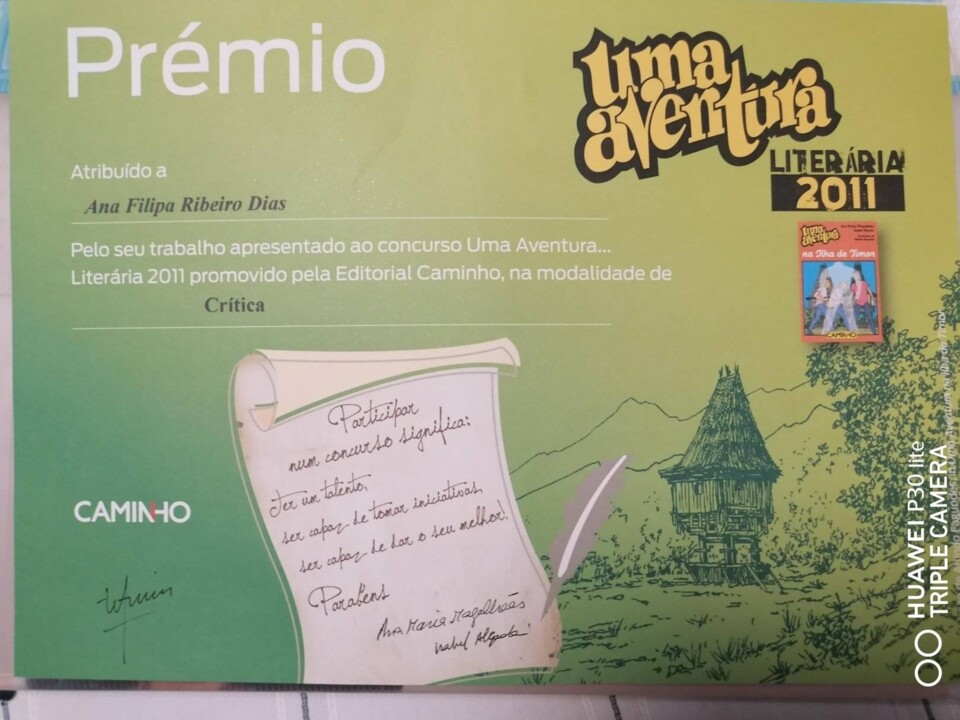 Prémio
uma
aventura
LITERÁRIA
2011
Atribuído a
Ana Filipa Ribeiro Dias
Pelo seu trabalho apresentado ao concurso Uma Aventura...
Literária 2011 promovido pela Editorial Caminho, na modalidade de
Crítica
uma
aventura
na Ilha de Timor
CAMINHO
Participar
num concurso significa:
ter um talento,
ser capaz de tomar iniciativas
ser capaz de dar o seu melhor!
Parabéns
Ana Maria Magalhães
Isabel Alçada
CAMINHO
HUAWEI P30 lite
TRIPLE CAMERA